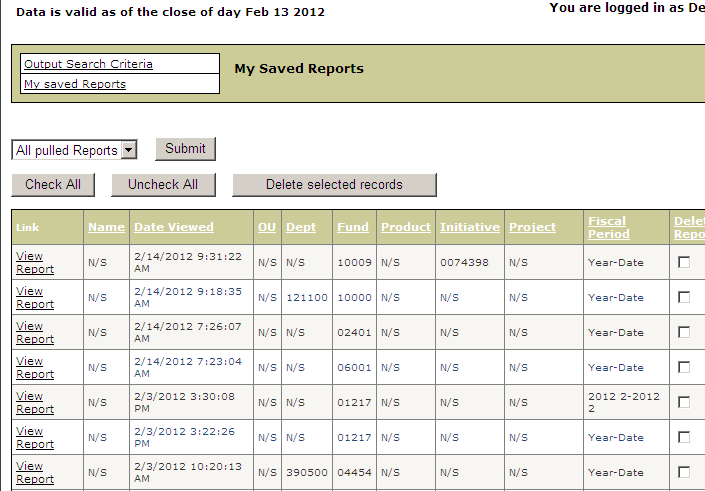 Data is valid as of the close of day Feb 13 2012
You are logged in as De
Output Search Criteria
My saved Reports
My Saved Reports
All pulled Reports
Submit
Check All
Uncheck All
Delete selected records
Link Name Date Viewed OU Dept Fund Product Initiative Project Fiscal Period Delet Repo
View Report N/S 2/14/2012 9:31:22 AM N/S N/S 10009 N/S 0074398 N/S Year-Date
View Report N/S 2/14/2012 9:18:35 AM N/S 121100 10000 N/S N/S N/S Year-Date
View Report N/S 2/14/2012 7:26:07 AM N/S N/S 02401 N/S N/S N/S Year-Date
View Report N/S 2/14/2012 7:23:04 AM N/S N/S 06001 N/S N/S N/S Year-Date
View Report N/S 2/3/2012 3:30:08 PM N/S N/S 01217 N/S N/S N/S 2012 2-2012 2
View Report N/S 2/3/2012 3:22:26 PM N/S N/S 01217 N/S N/S N/S Year-Date
View Report N/S 2/3/2012 10:20:13 AM N/S 390500 04454 N/S N/S N/S Year-Date